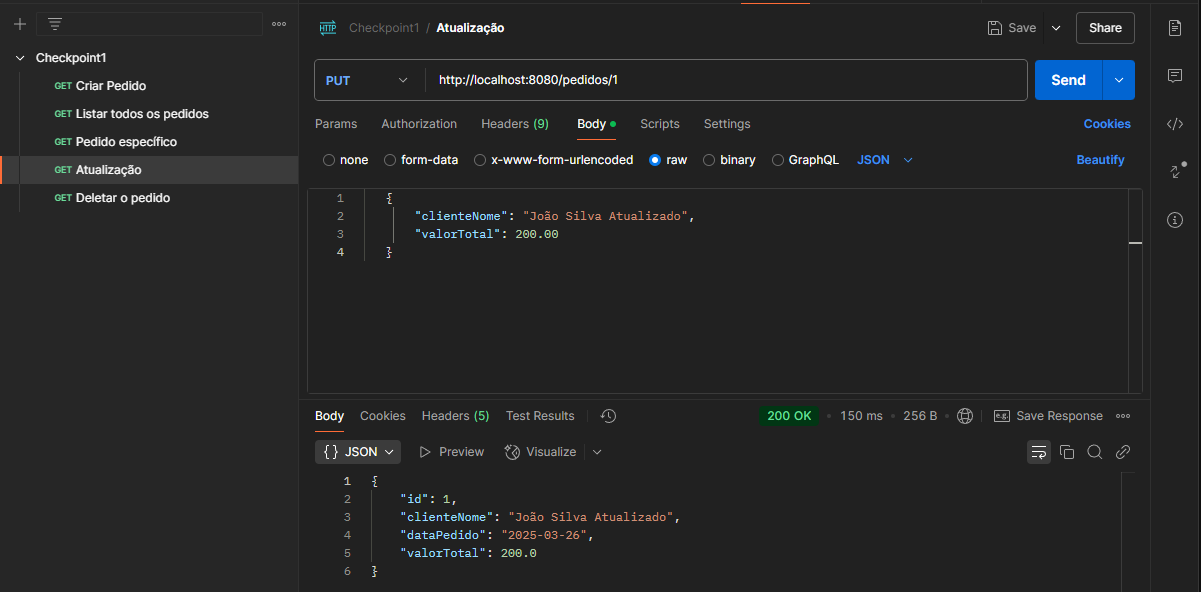 Checkpoint1
GET Criar Pedido
GET Listar todos os pedidos
GET Pedido específico
GET Atualização
GET Deletar o pedido
HTTP Checkpoint1 / Atualização
Save
Share
PUT http://localhost:8080/pedidos/1
Send
Params Authorization Headers (9) Body Scripts Settings Cookies
none form-data x-www-form-urlencoded raw binary GraphQL JSON Beautify
1 {
2 "clienteNome": "João Silva Atualizado",
3 "valorTotal": 200.00
4 }
Body Cookies Headers (5) Test Results 200 OK 150 ms 256 B e.g. Save Response
{} JSON Preview Visualize
1 {
2 "id": 1,
3 "clienteNome": "João Silva Atualizado",
4 "dataPedido": "2025-03-26",
5 "valorTotal": 200.0
6 }